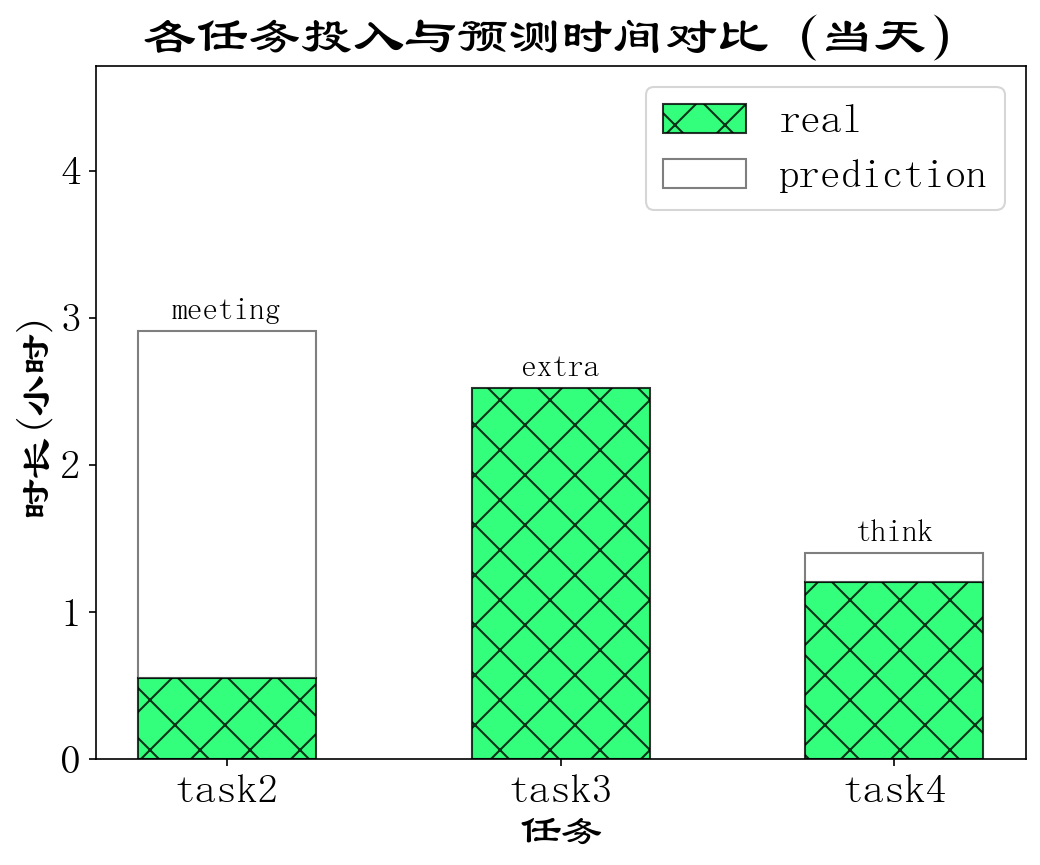 各任务投入与预测时间对比 (当天)
real
prediction
时长(小时)
4
3
2
1
0
meeting
extra
think
task2
task3
task4
任务